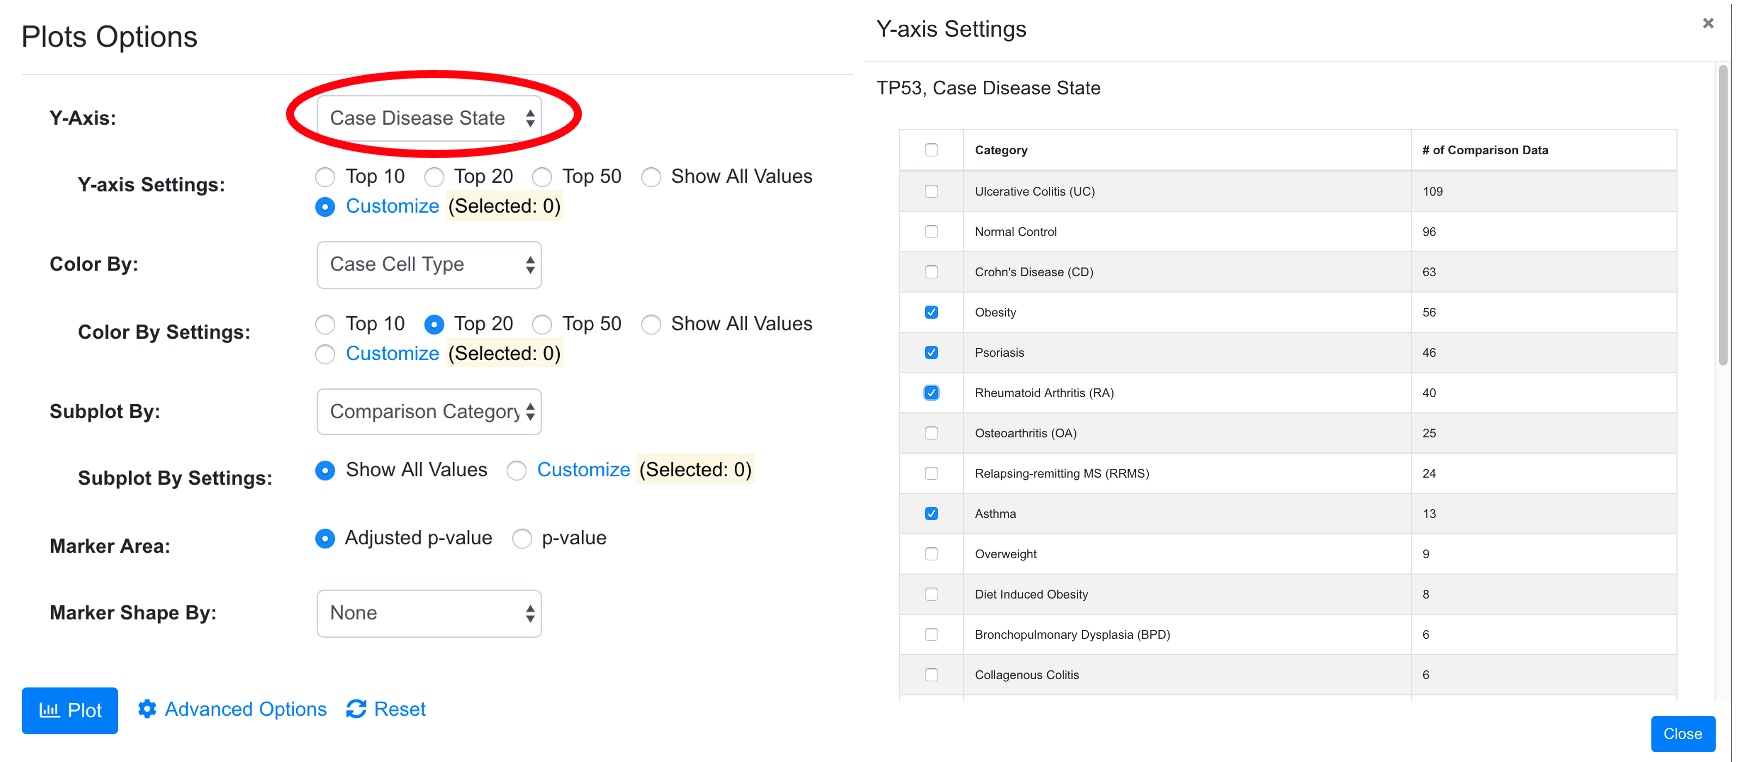 Plots Options
Y-Axis:
Case Disease State
Y-axis Settings:
Top 10 Top 20 Top 50 Show All Values
Customize (Selected: 0)
Color By:
Case Cell Type
Color By Settings:
Top 10 Top 20 Top 50 Show All Values
Customize (Selected: 0)
Subplot By:
Comparison Category
Subplot By Settings:
Show All Values Customize (Selected: 0)
Marker Area:
Adjusted p-value p-value
Marker Shape By:
None
Plot Advanced Options Reset
Y-axis Settings ×
TP53, Case Disease State
Category # of Comparison Data
Ulcerative Colitis (UC) 109
Normal Control 96
Crohn's Disease (CD) 63
Obesity 56
Psoriasis 46
Rheumatoid Arthritis (RA) 40
Osteoarthritis (OA) 25
Relapsing-remitting MS (RRMS) 24
Asthma 13
Overweight 9
Diet Induced Obesity 8
Bronchopulmonary Dysplasia (BPD) 6
Collagenous Colitis 6
Close